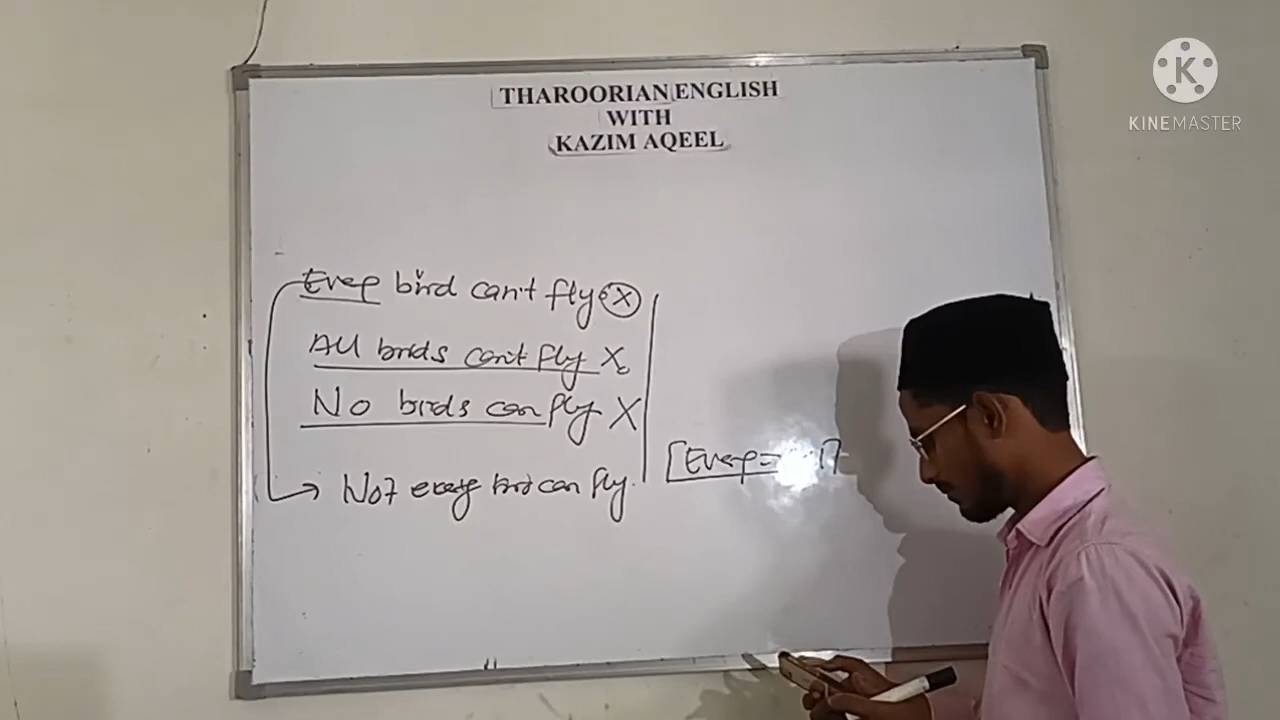 THAROORIAN ENGLISH
WITH
KAZIM AQEEL
KINEMASTER
Every bird can't fly X
All birds can't fly X
No birds can fly X
Not every bird can fly.
[Every =